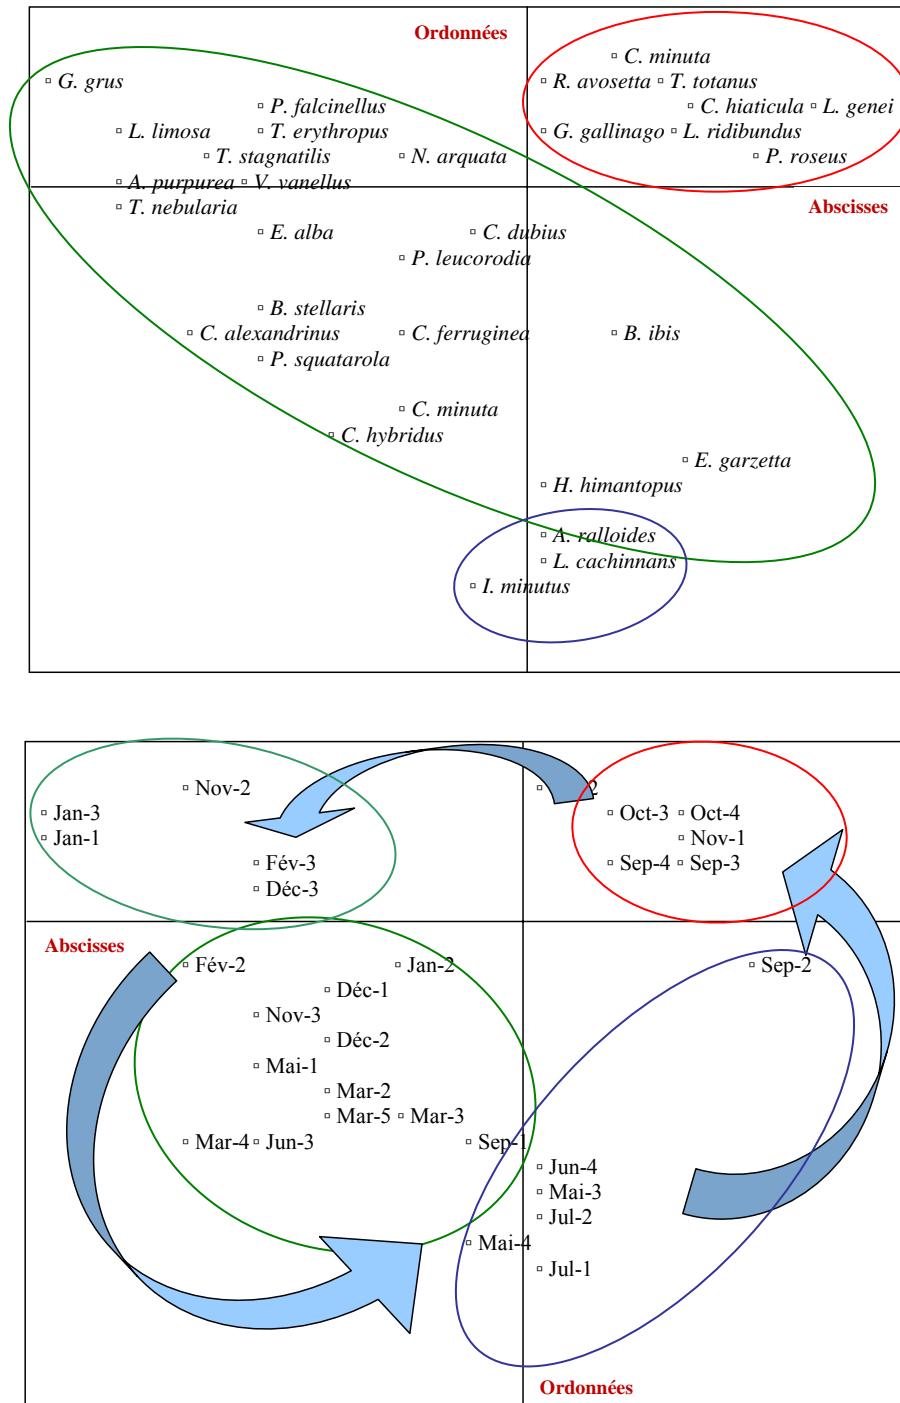 Ordonnées
C. minuta
G. grus
R. avosetta T. totanus
P. falcinellus
C. hiaticula L. genei
L. limosa T. erythropus
G. gallinago L. ridibundus
T. stagnatilis N. arquata
P. roseus
A. purpurea V. vanellus
T. nebularia
Abscisses
E. alba C. dubius
P. leucorodia
B. stellaris
C. alexandrinus C. ferruginea B. ibis
P. squatarola
C. minuta
C. hybridus
E. garzetta
H. himantopus
A. ralloides
L. cachinnans
I. minutus
Nov-2
Jan-3 Oct-3 Oct-4
Jan-1 Nov-1
Fév-3 Sep-4 Sep-3
Déc-3
Abscisses
Fév-2 Jan-2 Sep-2
Déc-1
Nov-3
Déc-2
Mai-1
Mar-2
Mar-5 Mar-3
Mar-4 Jun-3 Sep-1
Jun-4
Mai-3
Jul-2
Mai-4
Jul-1
Ordonnées